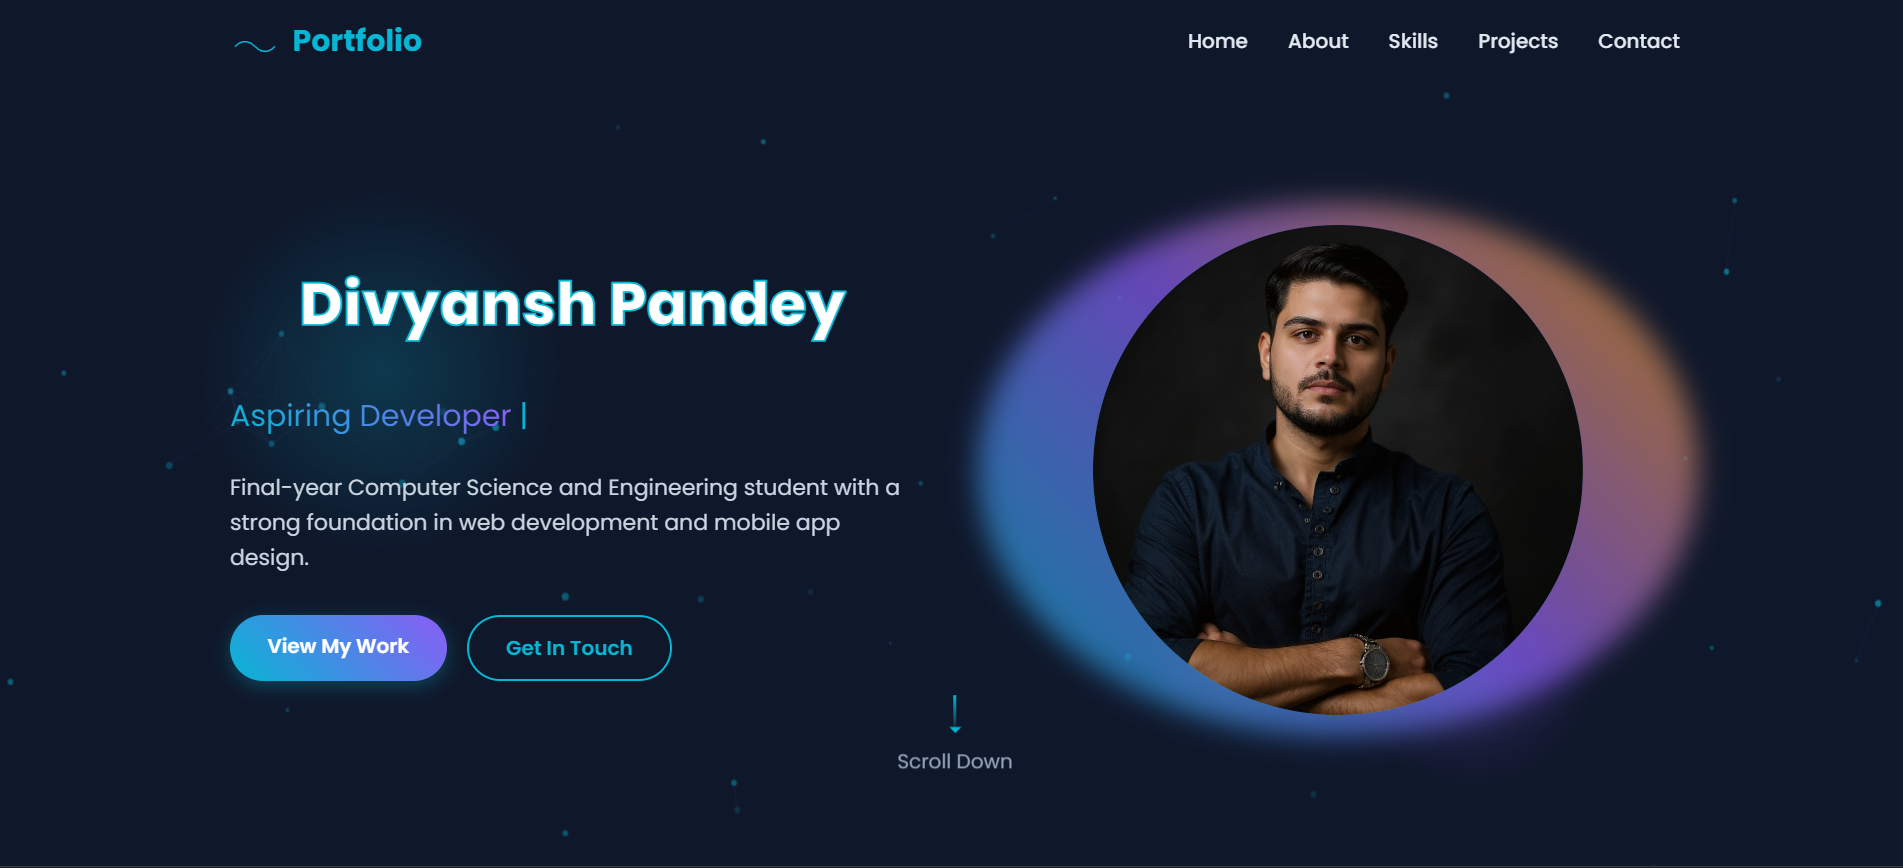 Portfolio
Home About Skills Projects Contact
Divyansh Pandey
Aspiring Developer |
Final-year Computer Science and Engineering student with a
strong foundation in web development and mobile app
design.
View My Work
Get In Touch
Scroll Down